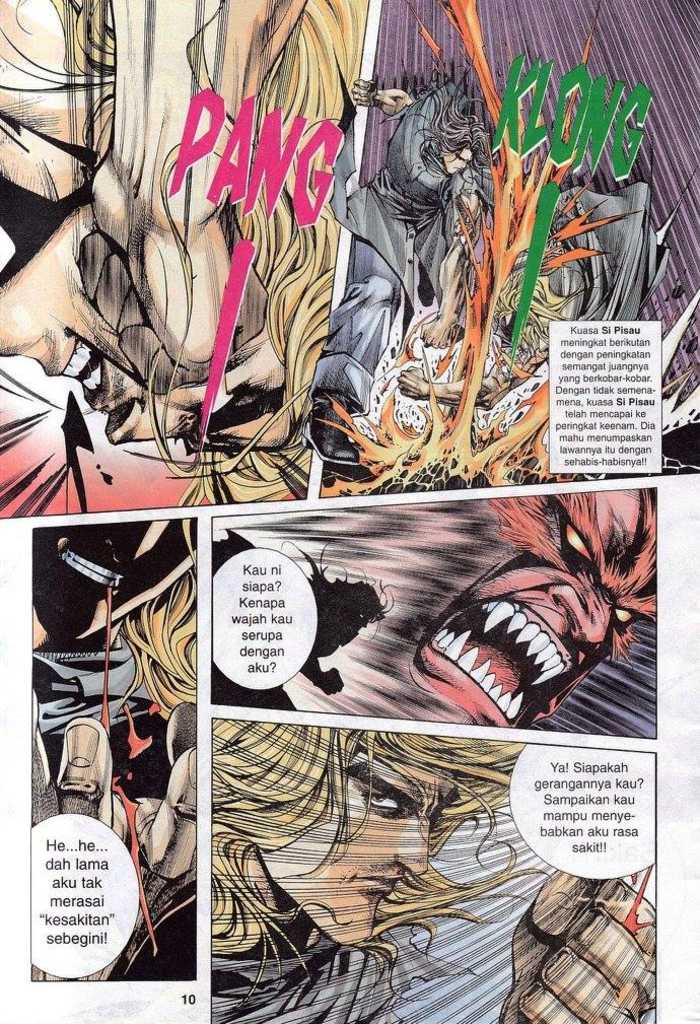 PANG!
KLONG!
Kuasa Si Pisau
meningkat berikutan
dengan peningkatan
semangat juangnya
yang berkobar-kobar.
Dengan tidak semena-
mena, kuasa Si Pisau
telah mencapai ke
peringkat keenam. Dia
mahu menumpaskan
lawannya itu dengan
sehabis-habisnya!!
Kau ni
siapa?
Kenapa
wajah kau
serupa
dengan
aku?
He...he...
dah lama
aku tak
merasai
“kesakitan”
sebegini!
Ya! Siapakah
gerangannya kau?
Sampaikan kau
mampu menye-
babkan aku rasa
sakit!!
10